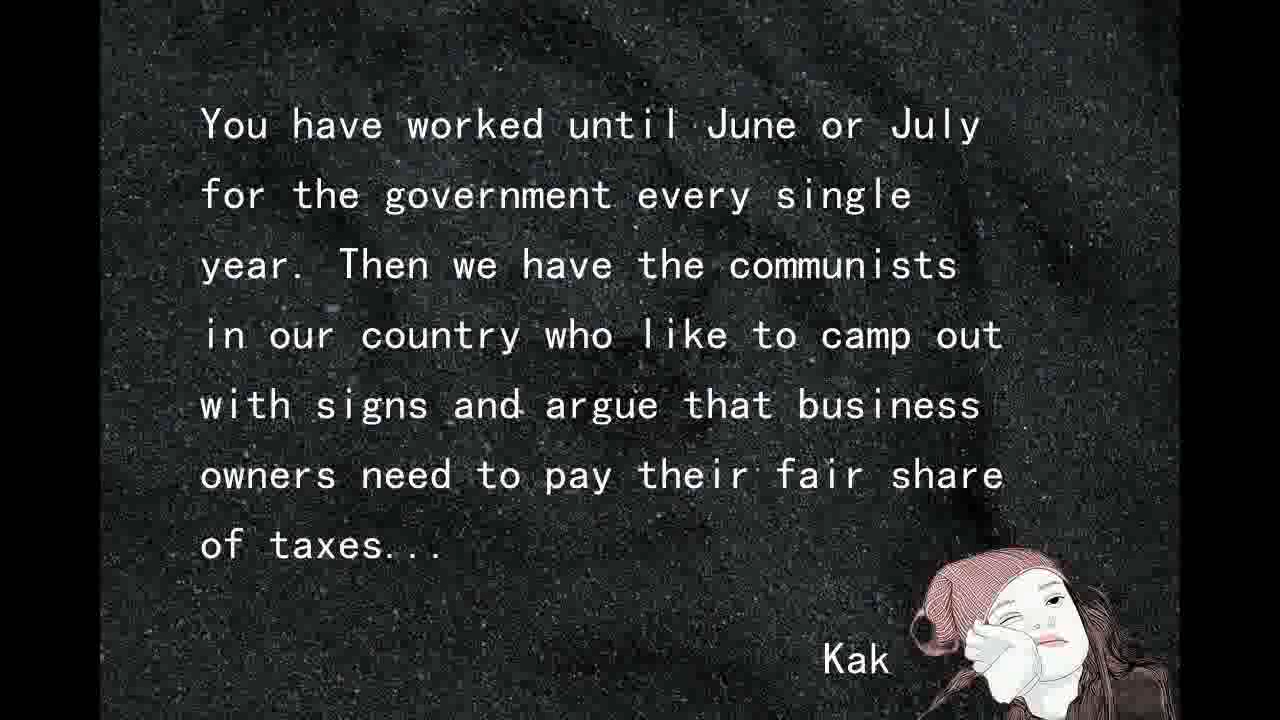 You have worked until June or July
for the government every single
year. Then we have the communists
in our country who like to camp out
with signs and argue that business
owners need to pay their fair share
of taxes...
Kak